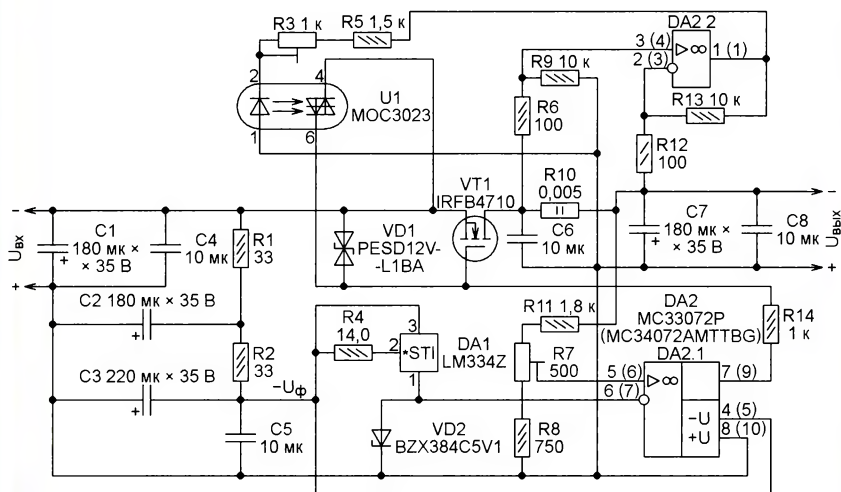 R3 1 к
R5 1,5 к
DA2 2
3 (4)
2 (3)
1 (1)
R9 10 к
R13 10 к
2
4
U1
MOC3023
1
6
R6
100
R12
100
VT1
IRFB4710
R10
0,005
-
+
Uвх
C1
180 мк ×
× 35 В
+
C4
10 мк
R1
33
VD1
PESD12V-
-L1BA
C6
10 мк
C7
180 мк ×
× 35 В
+
C8
10 мк
-
+
Uвых
C2 180 мк × 35 В
+
R2
33
C3 220 мк × 35 В
+
-Uф
C5
10 мк
R4
14,0
3
2
*STI
1
DA1
LM334Z
VD2
BZX384C5V1
R11 1,8 к
R7
500
R8
750
DA2
MC33072P
(MC34072AMTTBG)
DA2.1
R14
1 к
5 (6)
6 (7)
7 (9)
-U
4 (5)
+U
8 (10)